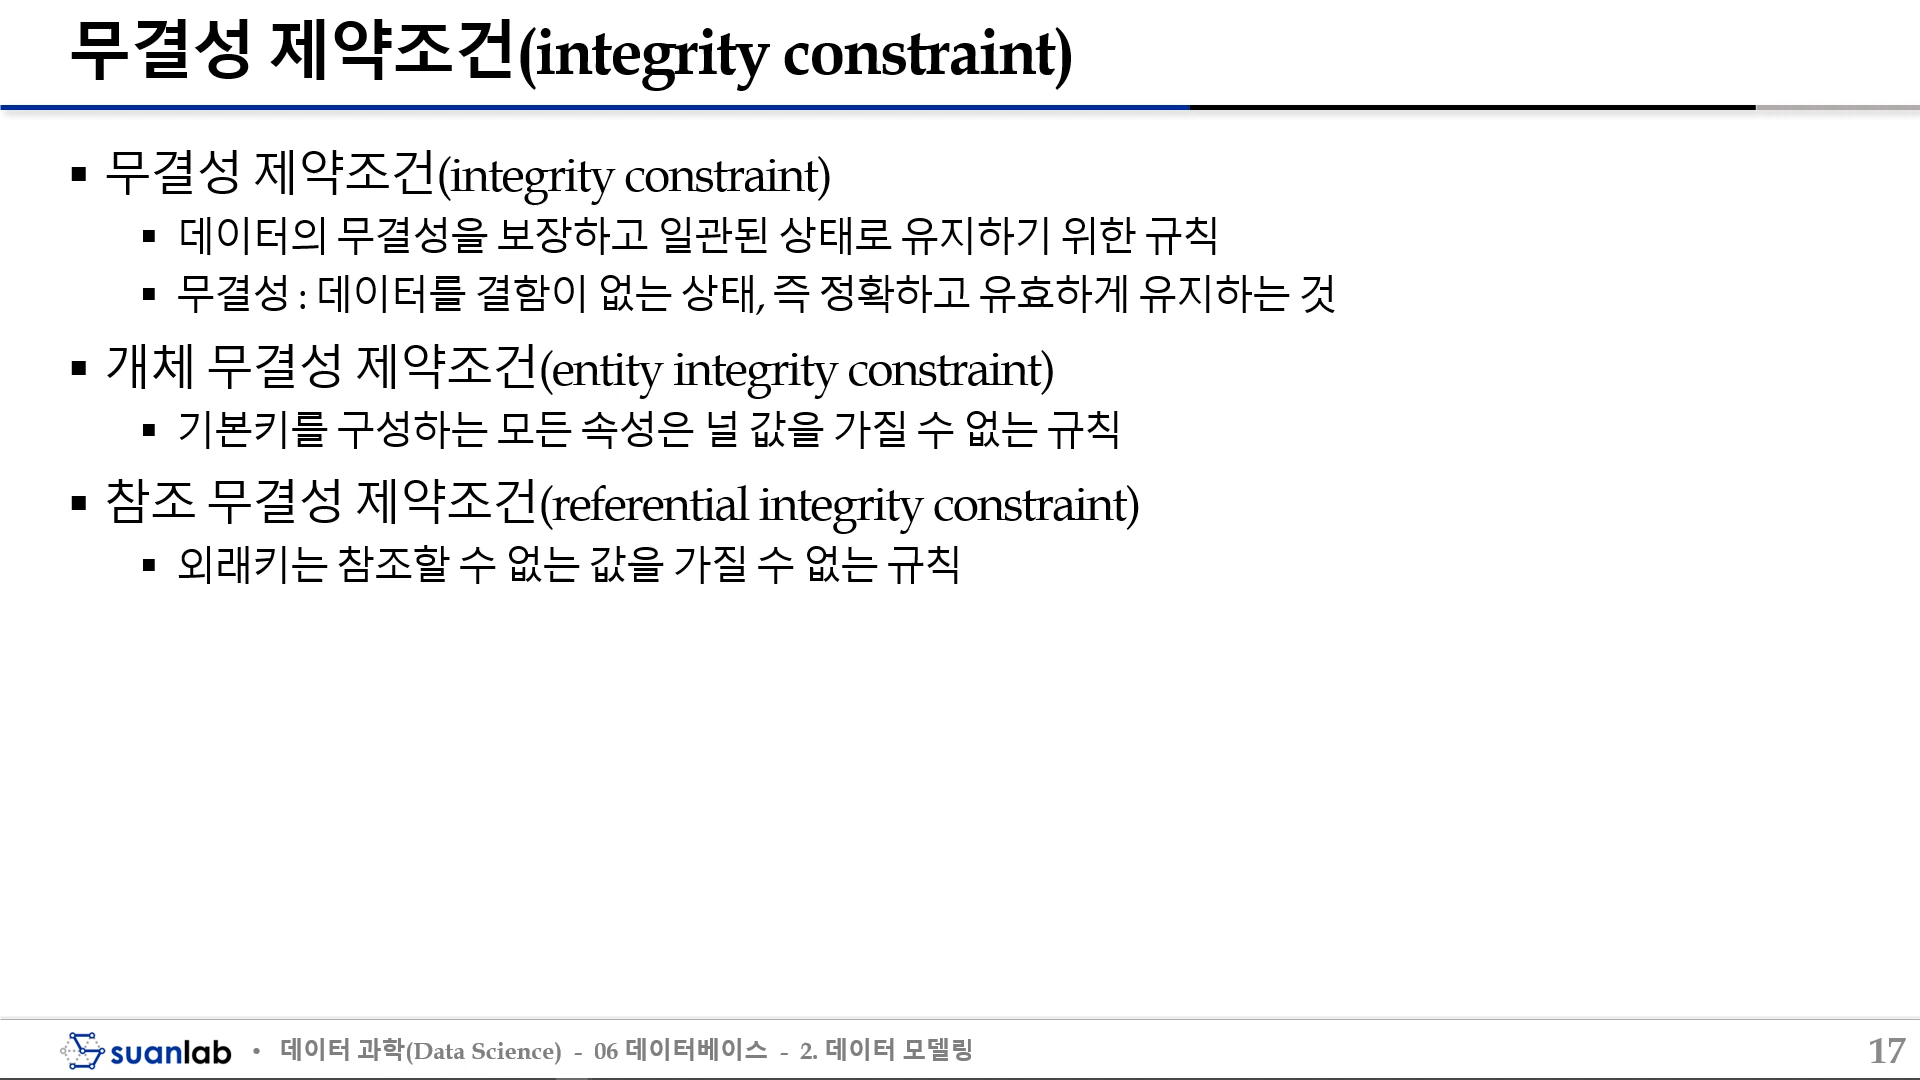 무결성 제약조건(integrity constraint)
▪ 무결성 제약조건(integrity constraint)
▪ 데이터의 무결성을 보장하고 일관된 상태로 유지하기 위한 규칙
▪ 무결성 : 데이터를 결함이 없는 상태, 즉 정확하고 유효하게 유지하는 것
▪ 개체 무결성 제약조건(entity integrity constraint)
▪ 기본키를 구성하는 모든 속성은 널 값을 가질 수 없는 규칙
▪ 참조 무결성 제약조건(referential integrity constraint)
▪ 외래키는 참조할 수 없는 값을 가질 수 없는 규칙
suanlab • 데이터 과학(Data Science) - 06 데이터베이스 - 2. 데이터 모델링
17